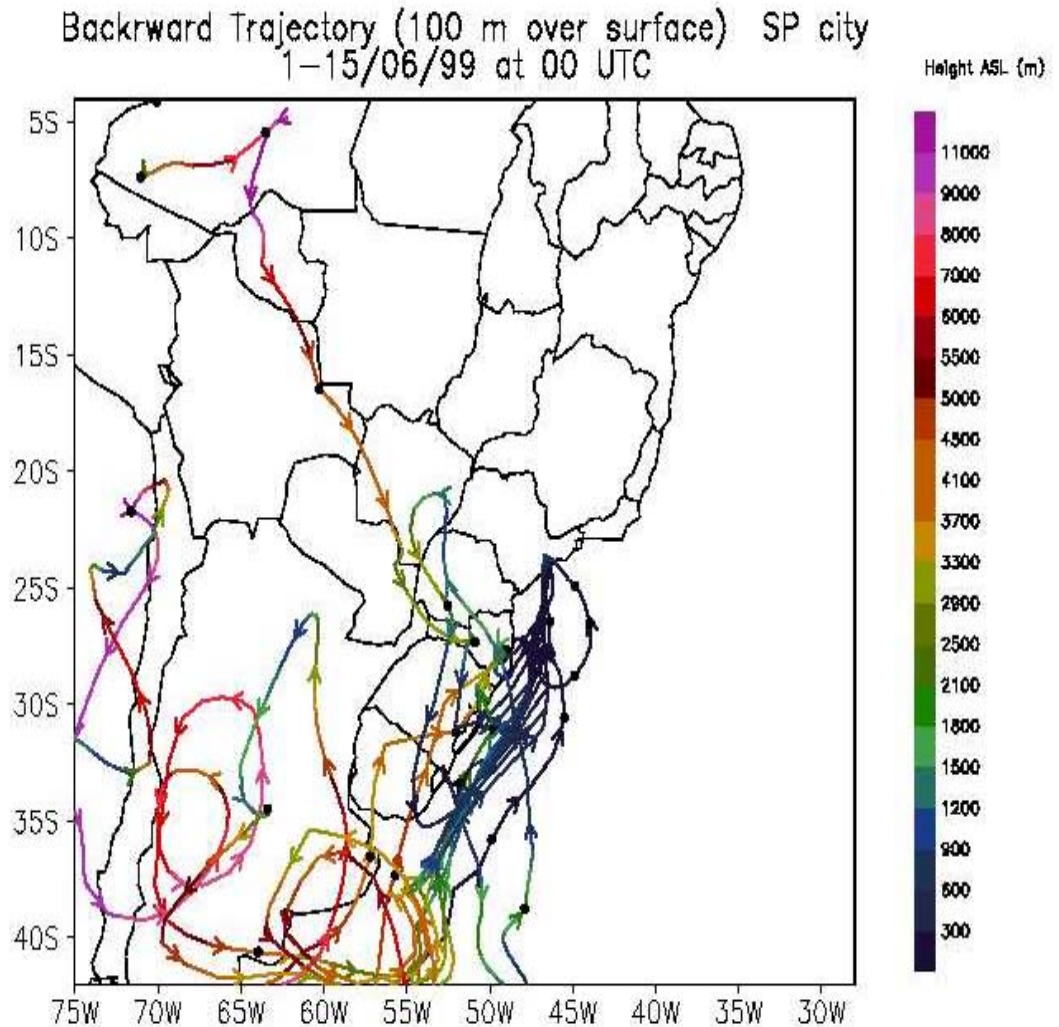 Backrward Trajectory (100 m over surface) SP city
1-15/06/99 at 00 UTC
Height ASL (m)
5S
10S
15S
20S
25S
30S
35S
40S
75W 70W 65W 60W 55W 50W 45W 40W 35W 30W
11000
9000
8000
7000
6000
5500
5000
4500
4100
3700
3300
2900
2500
2100
1800
1500
1200
900
600
300